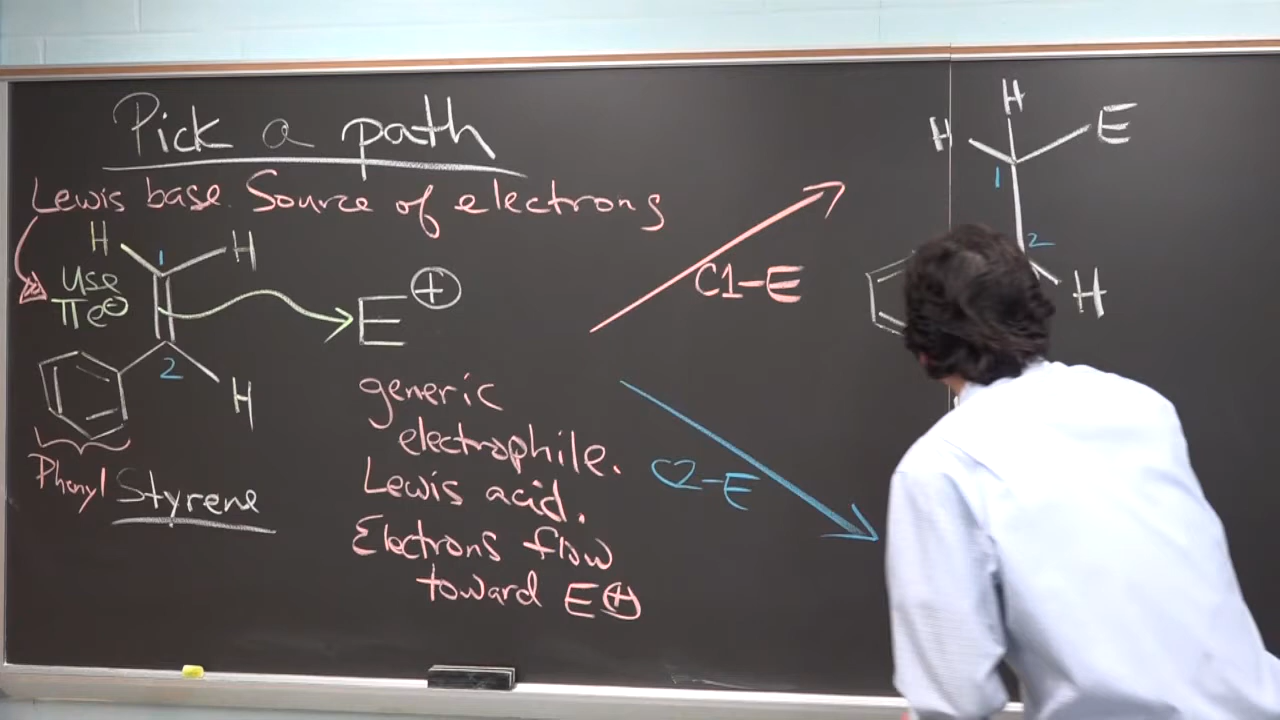 Pick a path
Lewis base. Source of electrons
H
1
H
Use
πe⊖
E⊕
2
H
Phenyl
Styrene
generic
electrophile.
Lewis acid.
Electrons flow
toward E⊕
C1-E
C2-E
H
H
E
1
2
H